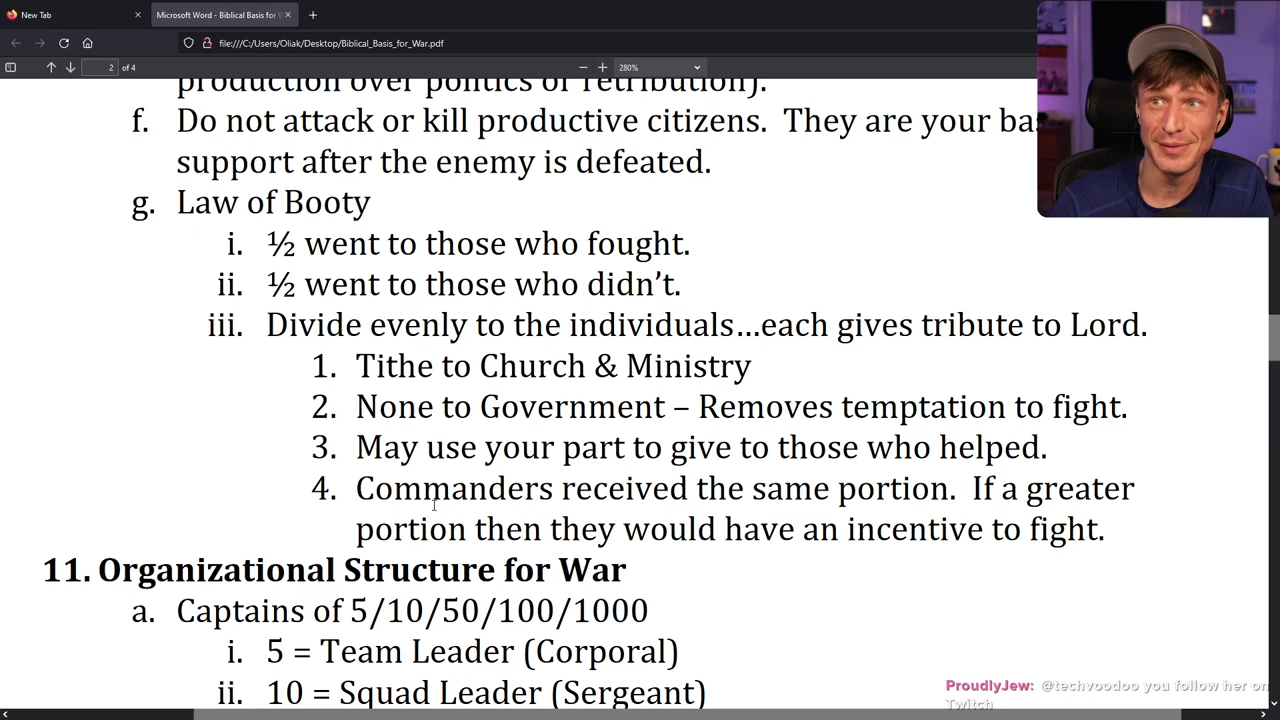 New Tab
Microsoft Word - Biblical Basis for W
file:///C:/Users/Oliak/Desktop/Biblical_Basis_for_War.pdf
2 of 4
280%
production over politics or retribution).
f. Do not attack or kill productive citizens. They are your
support after the enemy is defeated.
g. Law of Booty
i. ½ went to those who fought.
ii. ½ went to those who didn’t.
iii. Divide evenly to the individuals…each gives tribute to Lord.
1. Tithe to Church & Ministry
2. None to Government – Removes temptation to fight.
3. May use your part to give to those who helped.
4. Commanders received the same portion. If a greater
portion then they would have an incentive to fight.
11. Organizational Structure for War
a. Captains of 5/10/50/100/1000
i. 5 = Team Leader (Corporal)
ii. 10 = Squad Leader (Sergeant)
ProudlyJew: @techvoodoo you follow her on
Twitch